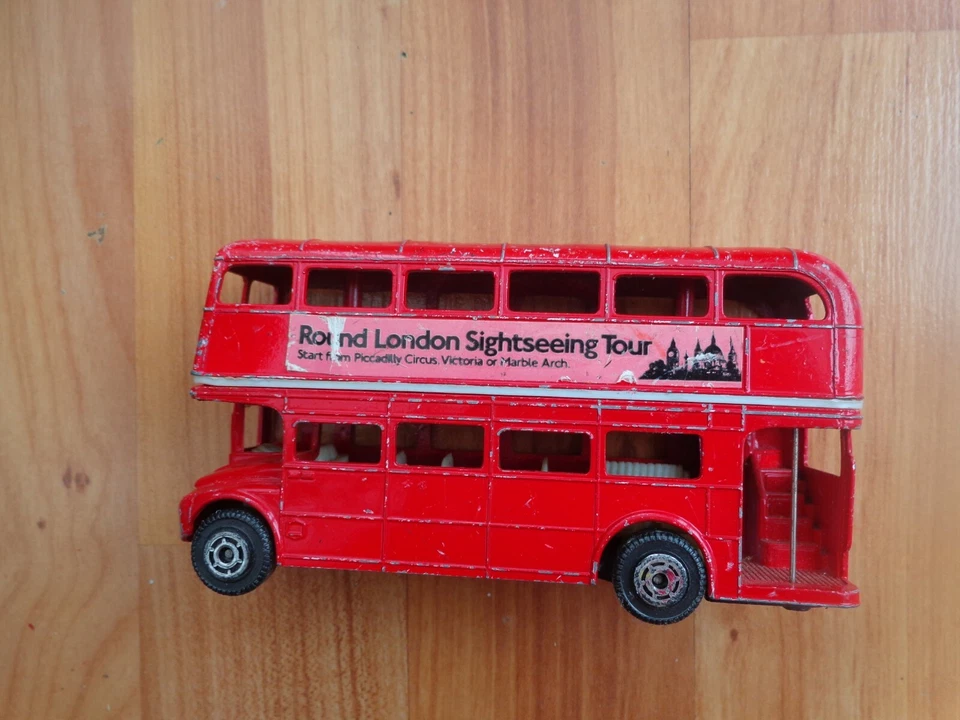 Round London Sightseeing Tour
Start from Piccadilly Circus, Victoria or Marble Arch.